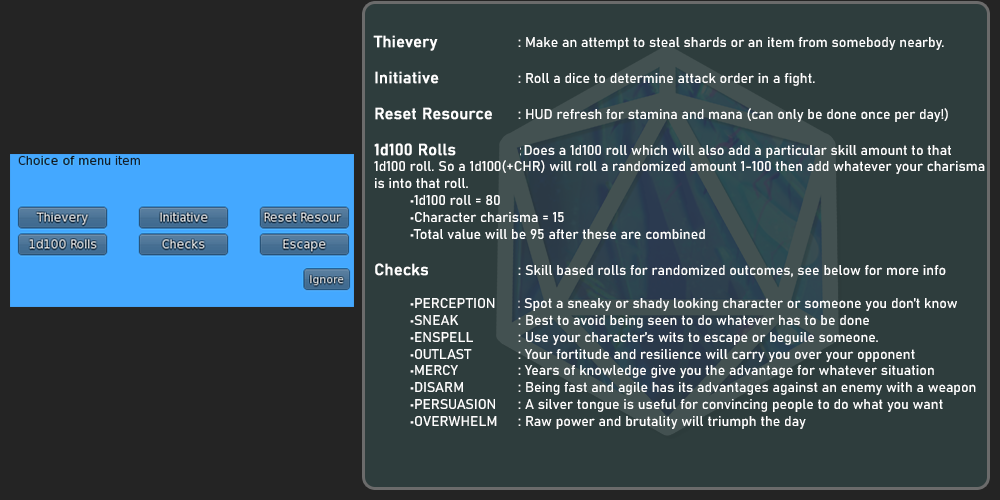 Choice of menu item
Thievery Initiative Reset Resour
1d100 Rolls Checks Escape
Ignore
Thievery : Make an attempt to steal shards or an item from somebody nearby.
Initiative : Roll a dice to determine attack order in a fight.
Reset Resource : HUD refresh for stamina and mana (can only be done once per day!)
1d100 Rolls : Does a 1d100 roll which will also add a particular skill amount to that
1d100 roll. So a 1d100(+CHR) will roll a randomized amount 1-100 then add whatever your charisma
is into that roll.
•1d100 roll = 80
•Character charisma = 15
•Total value will be 95 after these are combined
Checks : Skill based rolls for randomized outcomes, see below for more info
•PERCEPTION : Spot a sneaky or shady looking character or someone you don't know
•SNEAK : Best to avoid being seen to do whatever has to be done
•ENSPELL : Use your character's wits to escape or beguile someone.
•OUTLAST : Your fortitude and resilience will carry you over your opponent
•MERCY : Years of knowledge give you the advantage for whatever situation
•DISARM : Being fast and agile has its advantages against an enemy with a weapon
•PERSUASION : A silver tongue is useful for convincing people to do what you want
•OVERWHELM : Raw power and brutality will triumph the day